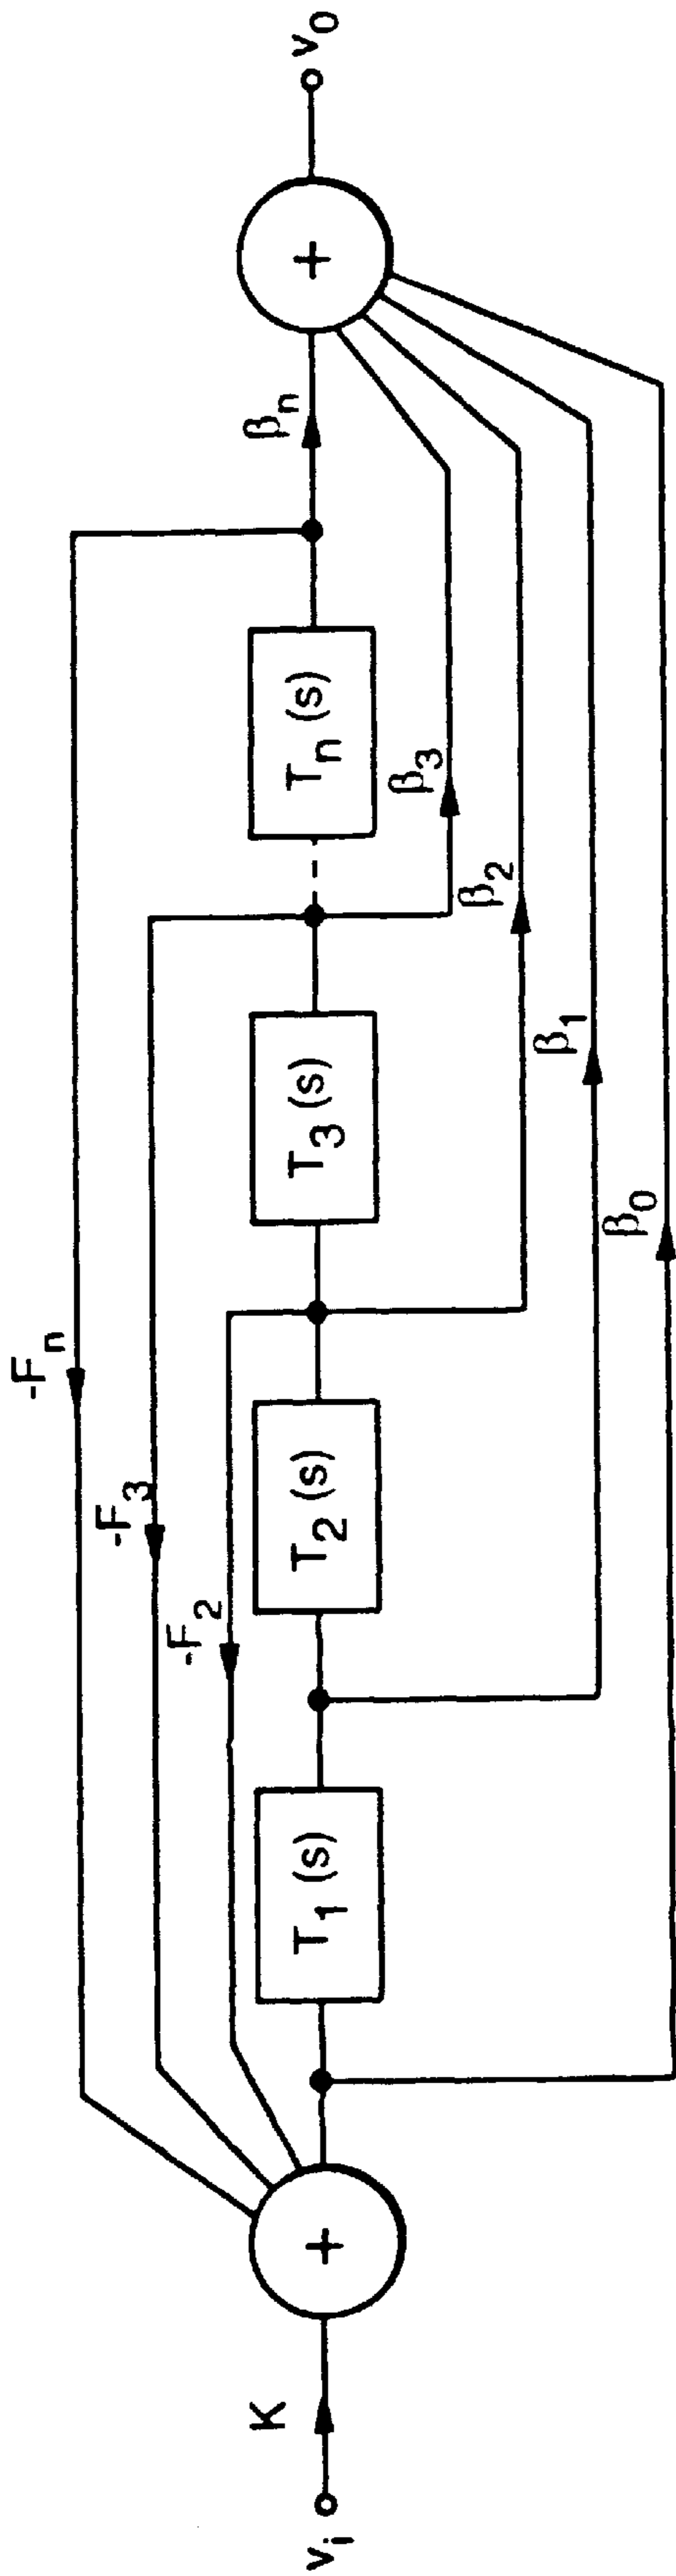 -Fₙ
-F₃
-F₂
vᵢ
K
+
T₁(s)
T₂(s)
T₃(s)
Tₙ(s)
βₙ
+
v₀
β₃
β₂
β₁
β₀